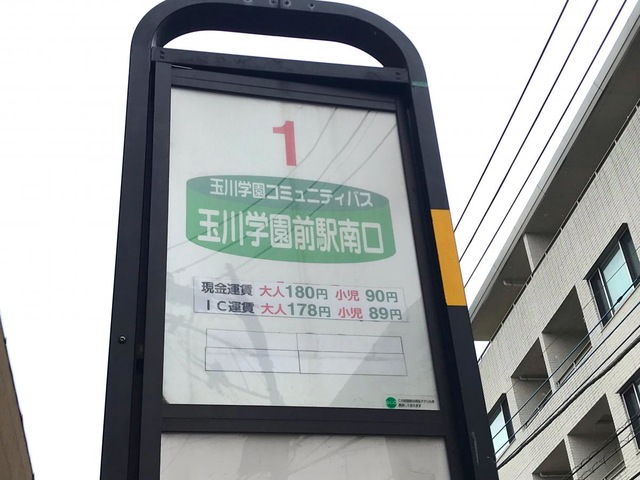 1
玉川学園コミュニティバス
玉川学園前駅南口
現金運賃 大人180円 小児 90円
IC運賃 大人178円 小児 89円